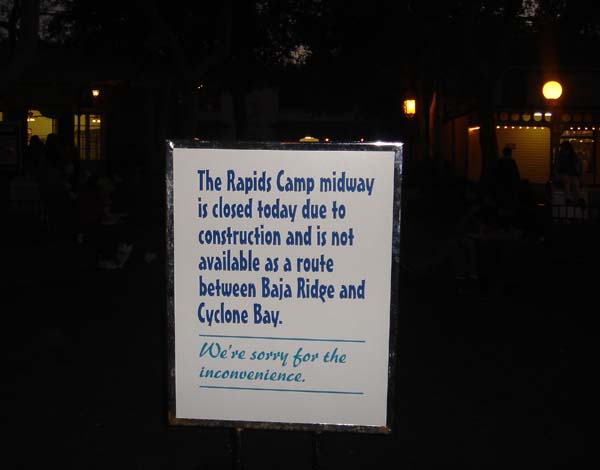 The Rapids Camp midway
is closed today due to
construction and is not
available as a route
between Baja Ridge and
Cyclone Bay.
We're sorry for the
inconvenience.